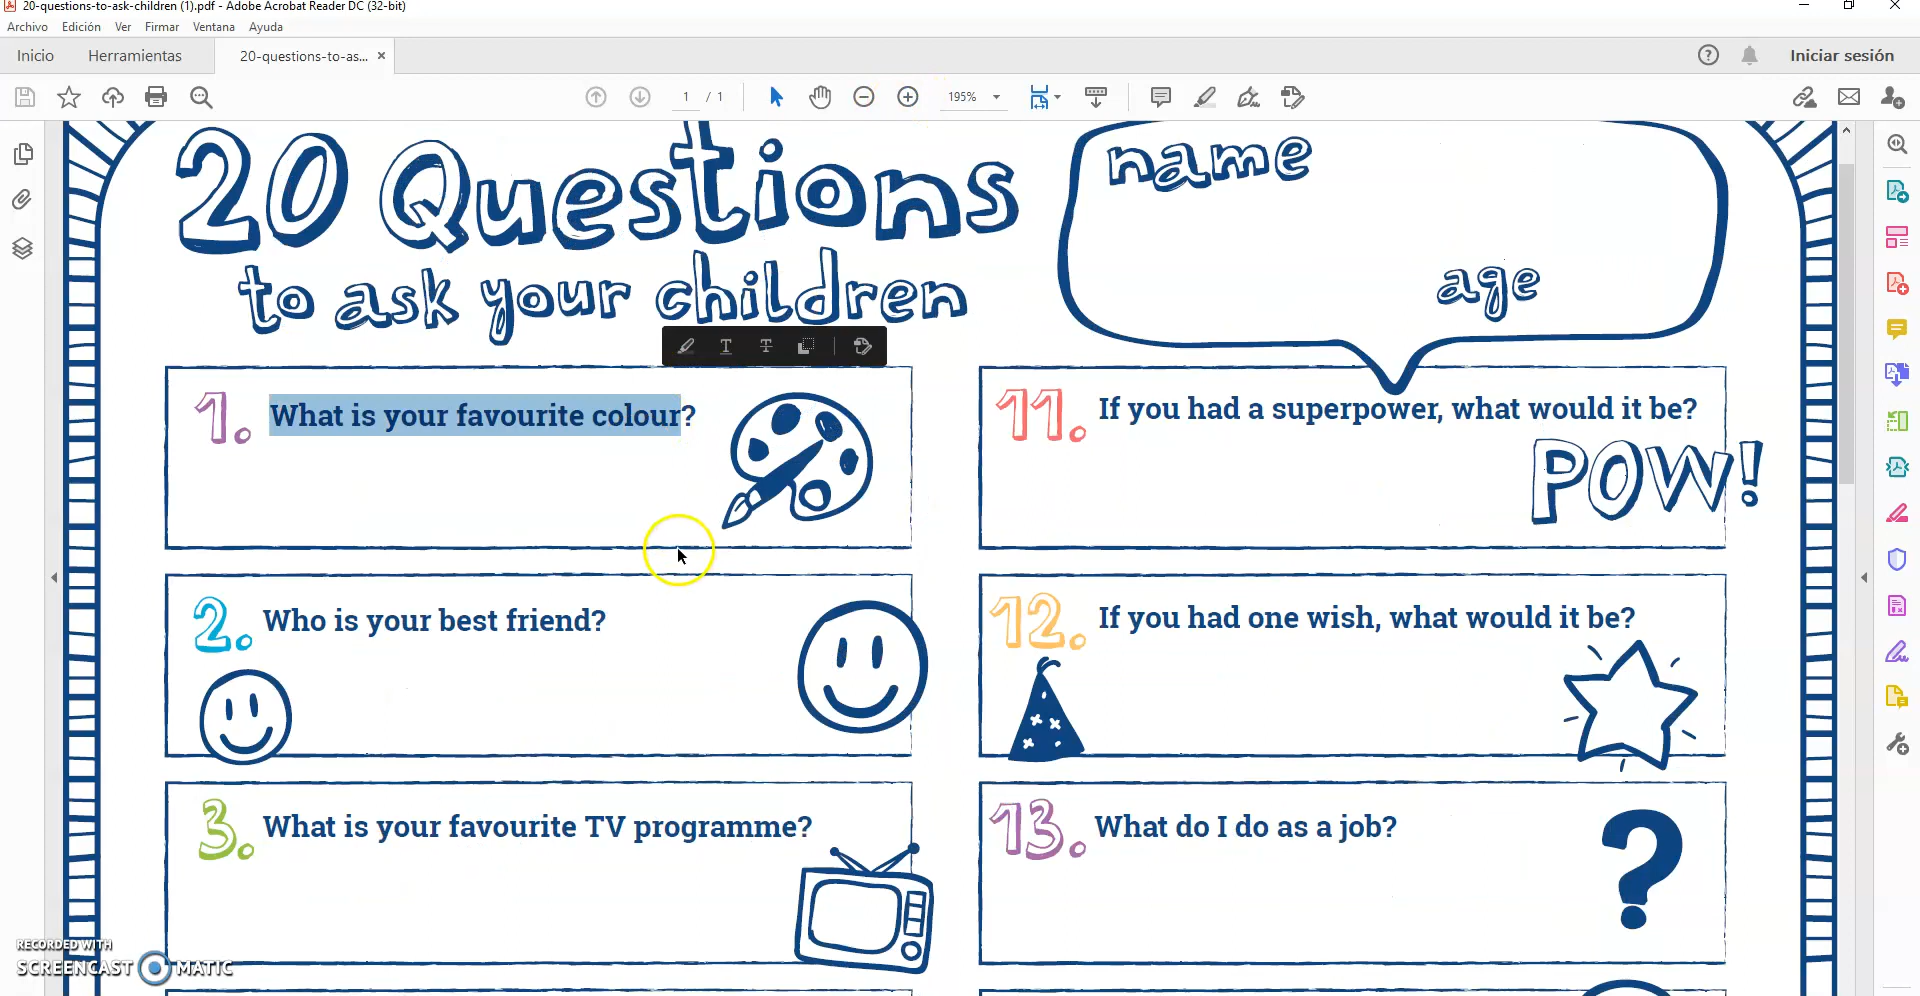 20-questions-to-ask-children (1).pdf - Adobe Acrobat Reader DC (32-bit)
Archivo Edición Ver Firmar Ventana Ayuda
Inicio Herramientas 20-questions-to-as... Iniciar sesión
1 / 1 195%
20 Questions
to ask your children
name
age
1. What is your favourite colour?
2. Who is your best friend?
3. What is your favourite TV programme?
11. If you had a superpower, what would it be?
POW!
12. If you had one wish, what would it be?
13. What do I do as a job?
?
RECORDED WITH
SCREENCAST MATIC